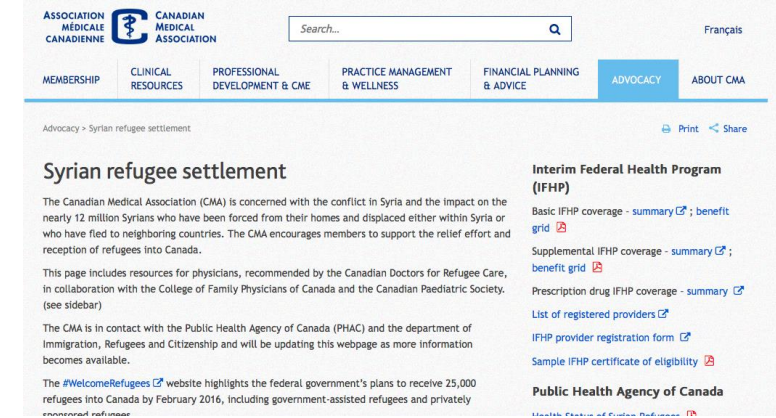 ASSOCIATION
MÉDICALE
CANADIENNE
CANADIAN
MEDICAL
ASSOCIATION
Search...
Français
MEMBERSHIP
CLINICAL
RESOURCES
PROFESSIONAL
DEVELOPMENT & CME
PRACTICE MANAGEMENT
& WELLNESS
FINANCIAL PLANNING
& ADVICE
ADVOCACY
ABOUT CMA
Advocacy > Syrian refugee settlement
Print
Share
Syrian refugee settlement
The Canadian Medical Association (CMA) is concerned with the conflict in Syria and the impact on the
nearly 12 million Syrians who have been forced from their homes and displaced either within Syria or
who have fled to neighboring countries. The CMA encourages members to support the relief effort and
reception of refugees into Canada.
This page includes resources for physicians, recommended by the Canadian Doctors for Refugee Care,
in collaboration with the College of Family Physicians of Canada and the Canadian Paediatric Society.
(see sidebar)
The CMA is in contact with the Public Health Agency of Canada (PHAC) and the department of
Immigration, Refugees and Citizenship and will be updating this webpage as more information
becomes available.
The #WelcomeRefugees website highlights the federal government's plans to receive 25,000
refugees into Canada by February 2016, including government-assisted refugees and privately
sponsored refugees.
Interim Federal Health Program
(IFHP)
Basic IFHP coverage - summary ; benefit
grid
Supplemental IFHP coverage - summary ;
benefit grid
Prescription drug IFHP coverage - summary
List of registered providers
IFHP provider registration form
Sample IFHP certificate of eligibility
Public Health Agency of Canada
Health Status of Syrian Refugees